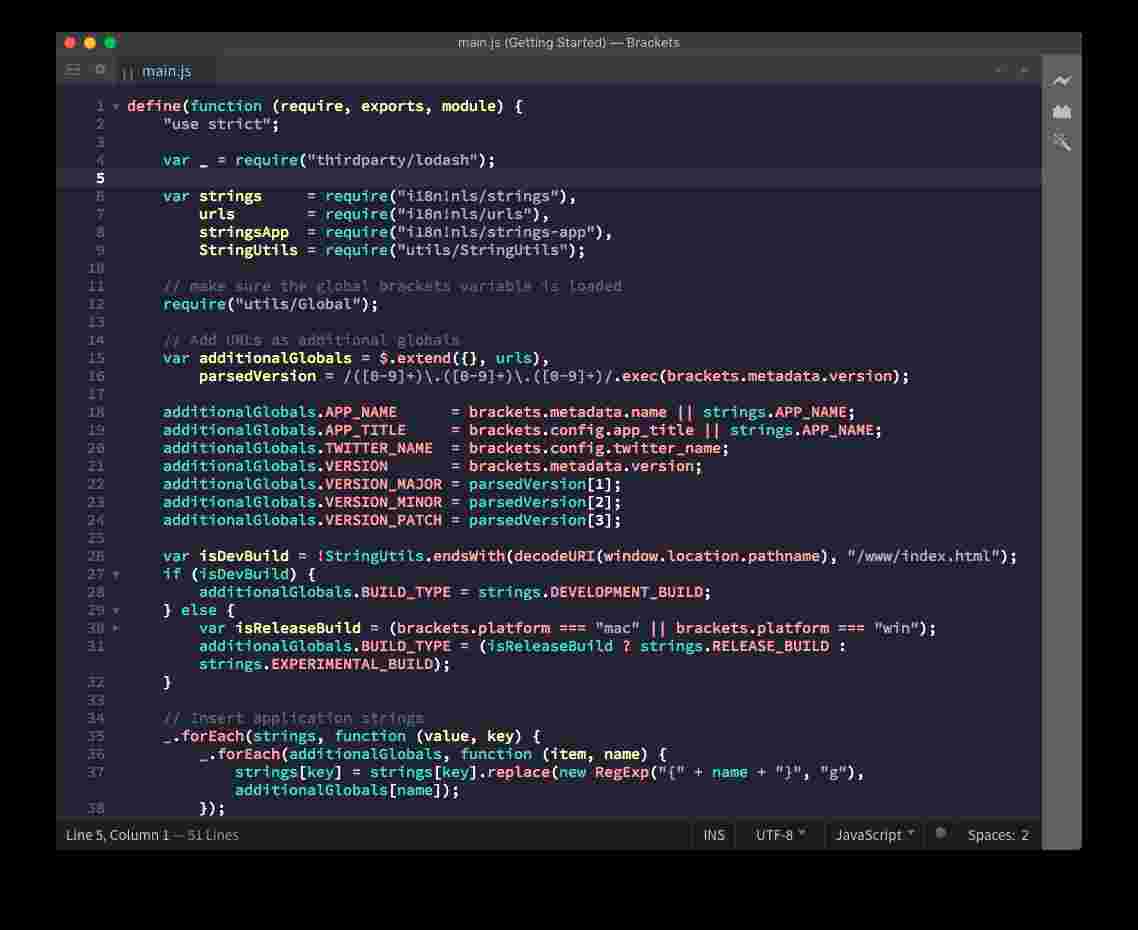 main.js (Getting Started) — Brackets
main.js
1 define(function (require, exports, module) {
2     "use strict";
3
4     var _ = require("thirdparty/lodash");
5
6     var strings     = require("i18n!nls/strings"),
7         urls        = require("i18n!nls/urls"),
8         stringsApp  = require("i18n!nls/strings-app"),
9         StringUtils = require("utils/StringUtils");
10
11     // make sure the global brackets variable is loaded
12     require("utils/Global");
13
14     // Add URLs as additional globals
15     var additionalGlobals = $.extend({}, urls),
16         parsedVersion = /([0-9]+)\.([0-9]+)\.([0-9]+)/.exec(brackets.metadata.version);
17
18     additionalGlobals.APP_NAME      = brackets.metadata.name || strings.APP_NAME;
19     additionalGlobals.APP_TITLE     = brackets.config.app_title || strings.APP_NAME;
20     additionalGlobals.TWITTER_NAME  = brackets.config.twitter_name;
21     additionalGlobals.VERSION       = brackets.metadata.version;
22     additionalGlobals.VERSION_MAJOR = parsedVersion[1];
23     additionalGlobals.VERSION_MINOR = parsedVersion[2];
24     additionalGlobals.VERSION_PATCH = parsedVersion[3];
25
26     var isDevBuild = !StringUtils.endsWith(decodeURI(window.location.pathname), "/www/index.html");
27     if (isDevBuild) {
28         additionalGlobals.BUILD_TYPE = strings.DEVELOPMENT_BUILD;
29     } else {
30         var isReleaseBuild = (brackets.platform === "mac" || brackets.platform === "win");
31         additionalGlobals.BUILD_TYPE = (isReleaseBuild ? strings.RELEASE_BUILD :
        strings.EXPERIMENTAL_BUILD);
32     }
33
34     // Insert application strings
35     _.forEach(strings, function (value, key) {
36         _.forEach(additionalGlobals, function (item, name) {
37             strings[key] = strings[key].replace(new RegExp("{" + name + "}", "g"),
            additionalGlobals[name]);
38         });
Line 5, Column 1 — 51 Lines INS UTF-8 JavaScript Spaces: 2